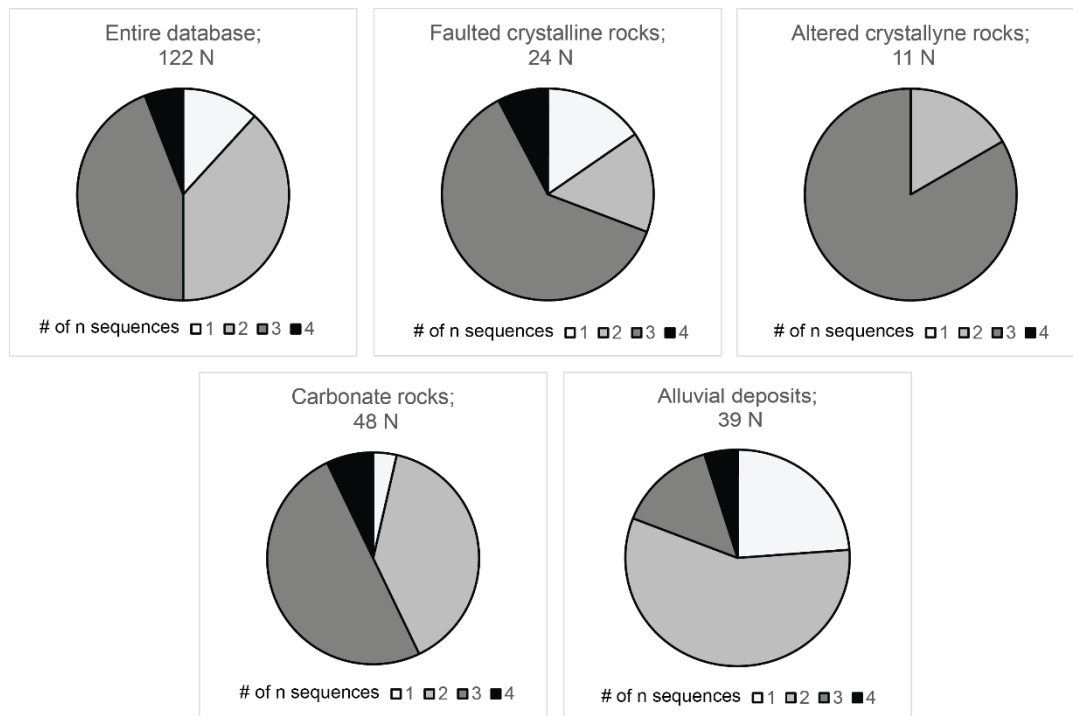 Entire database;
122 N
# of n sequences 1 2 3 4
Faulted crystalline rocks;
24 N
# of n sequences 1 2 3 4
Altered crystallyne rocks;
11 N
# of n sequences 1 2 3 4
Carbonate rocks;
48 N
# of n sequences 1 2 3 4
Alluvial deposits;
39 N
# of n sequences 1 2 3 4